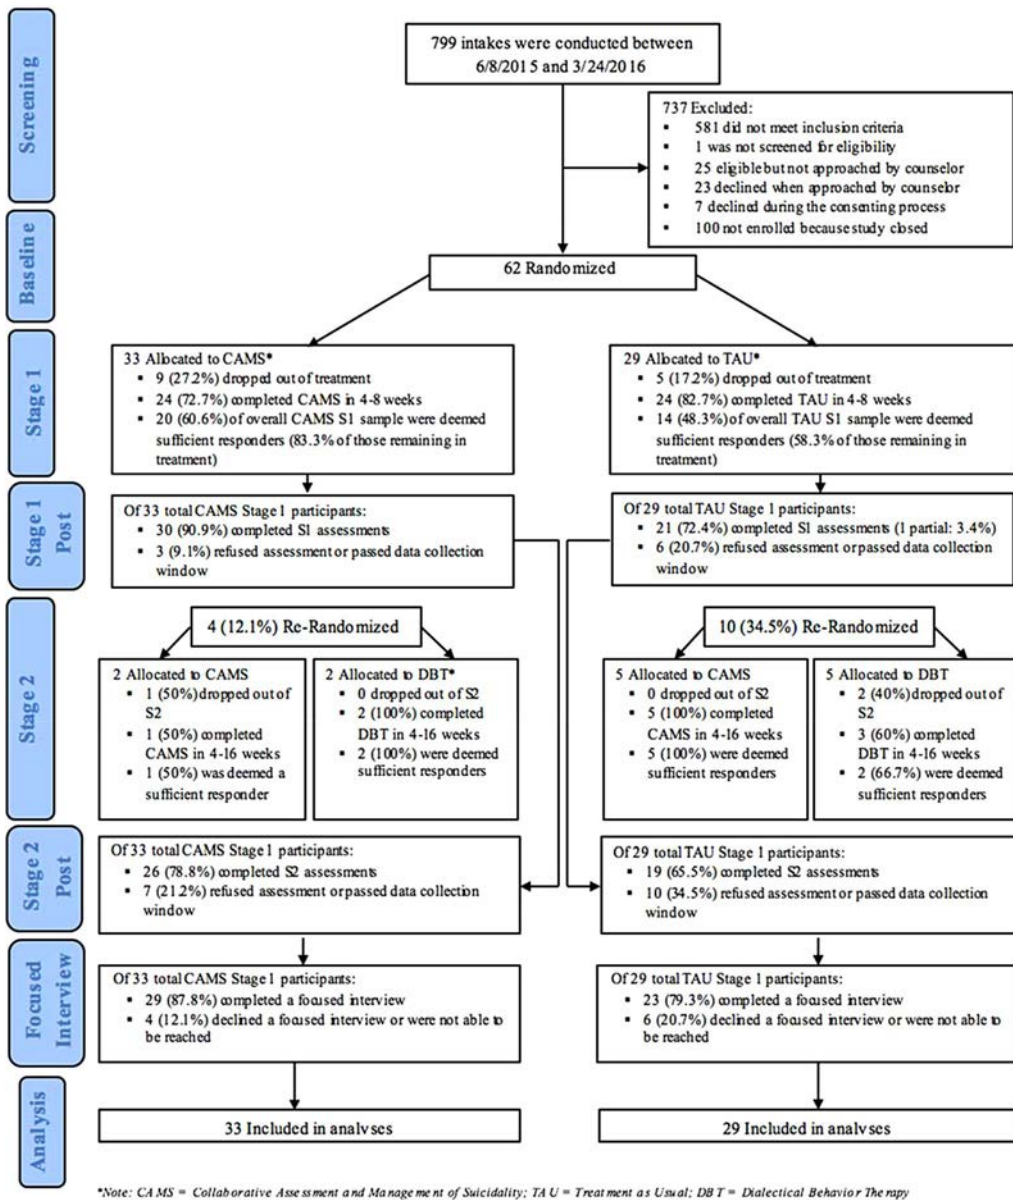 Screening
799 intakes were conducted between
6/8/2015 and 3/24/2016
737 Excluded:
▪ 581 did not meet inclusion criteria
▪ 1 was not screened for eligibility
▪ 25 eligible but not approached by counselor
▪ 23 declined when approached by counselor
▪ 7 declined during the consenting process
▪ 100 not enrolled because study closed
Baseline
62 Randomized
Stage 1
33 Allocated to CAMS*
▪ 9 (27.2%) dropped out of treatment
▪ 24 (72.7%) completed CAMS in 4-8 weeks
▪ 20 (60.6%) of overall CAMS S1 sample were deemed
sufficient responders (83.3% of those remaining in
treatment)
29 Allocated to TAU*
▪ 5 (17.2%) dropped out of treatment
▪ 24 (82.7%) completed TAU in 4-8 weeks
▪ 14 (48.3%) of overall TAU S1 sample were deemed
sufficient responders (58.3% of those remaining in
treatment)
Stage 1
Post
Of 33 total CAMS Stage 1 participants:
▪ 30 (90.9%) completed S1 assessments
▪ 3 (9.1%) refused assessment or passed data collection
window
Of 29 total TAU Stage 1 participants:
▪ 21 (72.4%) completed S1 assessments (1 partial: 3.4%)
▪ 6 (20.7%) refused assessment or passed data collection
window
Stage 2
4 (12.1%) Re-Randomized
2 Allocated to CAMS
▪ 1 (50%) dropped out of
S2
▪ 1 (50%) completed
CAMS in 4-16 weeks
▪ 1 (50%) was deemed a
sufficient responder
2 Allocated to DBT*
▪ 0 dropped out of S2
▪ 2 (100%) completed
DBT in 4-16 weeks
▪ 2 (100%) were deemed
sufficient responders
10 (34.5%) Re-Randomized
5 Allocated to CAMS
▪ 0 dropped out of S2
▪ 5 (100%) completed
CAMS in 4-16 weeks
▪ 5 (100%) were deemed
sufficient responders
5 Allocated to DBT
▪ 2 (40%) dropped out of
S2
▪ 3 (60%) completed
DBT in 4-16 weeks
▪ 2 (66.7%) were deemed
sufficient responders
Stage 2
Post
Of 33 total CAMS Stage 1 participants:
▪ 26 (78.8%) completed S2 assessments
▪ 7 (21.2%) refused assessment or passed data collection
window
Of 29 total TAU Stage 1 participants:
▪ 19 (65.5%) completed S2 assessments
▪ 10 (34.5%) refused assessment or passed data collection
window
Focused
Interview
Of 33 total CAMS Stage 1 participants:
▪ 29 (87.8%) completed a focused interview
▪ 4 (12.1%) declined a focused interview or were not able to
be reached
Of 29 total TAU Stage 1 participants:
▪ 23 (79.3%) completed a focused interview
▪ 6 (20.7%) declined a focused interview or were not able to
be reached
Analysis
33 Included in analyses
29 Included in analyses
*Note: CAMS = Collaborative Assessment and Management of Suicidality; TAU = Treatment as Usual; DBT = Dialectical Behavior Therapy